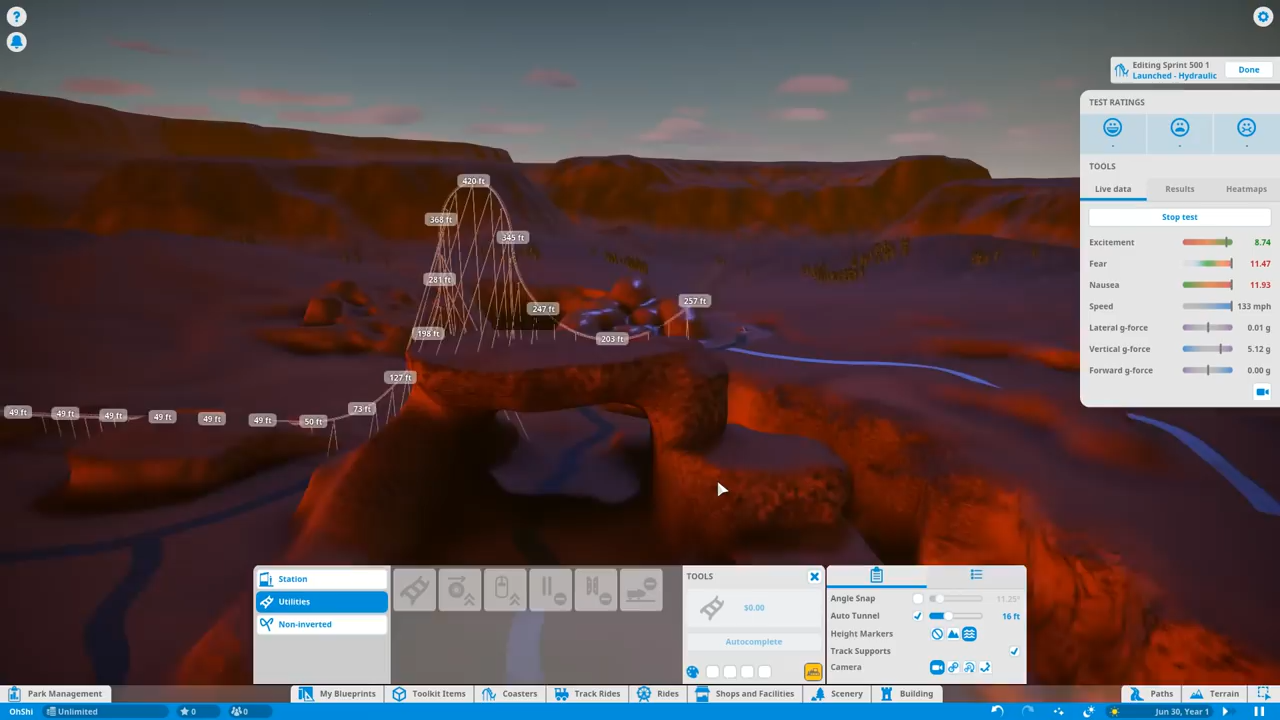 ?
Editing Sprint 500 1
Launched - Hydraulic
Done
TEST RATINGS
- - -
TOOLS
Live data Results Heatmaps
Stop test
Excitement 8.74
Fear 11.47
Nausea 11.93
Speed 133 mph
Lateral g-force 0.01 g
Vertical g-force 5.12 g
Forward g-force 0.00 g
420 ft
368 ft
345 ft
281 ft
257 ft
247 ft
198 ft
203 ft
127 ft
73 ft
49 ft 49 ft 49 ft 49 ft 49 ft 49 ft 50 ft
Station
Utilities
Non-inverted
TOOLS
$0.00
Autocomplete
Angle Snap 11.25°
Auto Tunnel 16 ft
Height Markers
Track Supports
Camera
Park Management My Blueprints Toolkit Items Coasters Track Rides Rides Shops and Facilities Scenery Building Paths Terrain
OhShi Unlimited 0 0 Jun 30, Year 1